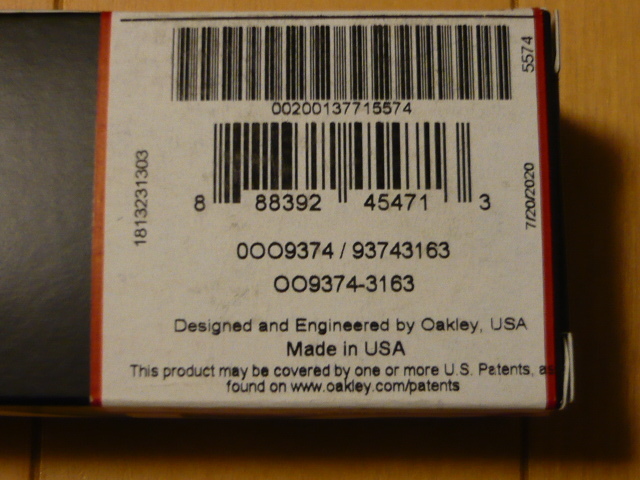 5574
00200137715574
1813231303
8 88392 45471 3
7/20/2020
0OO9374 / 93743163
OO9374-3163
Designed and Engineered by Oakley, USA
Made in USA
This product may be covered by one or more U.S. Patents, as
found on www.oakley.com/patents